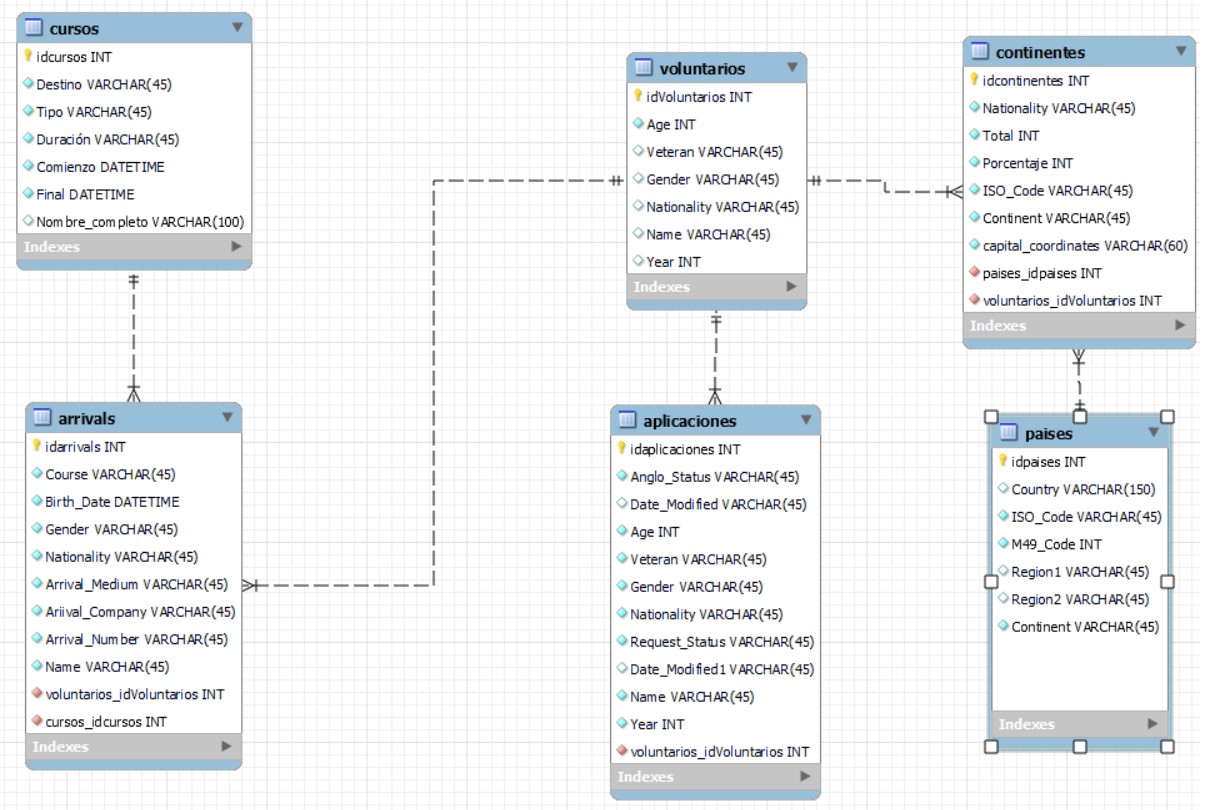 cursos
idcursos INT
Destino VARCHAR(45)
Tipo VARCHAR(45)
Duración VARCHAR(45)
Comienzo DATETIME
Final DATETIME
Nombre_completo VARCHAR(100)
Indexes
voluntarios
idVoluntarios INT
Age INT
Veteran VARCHAR(45)
Gender VARCHAR(45)
Nationality VARCHAR(45)
Name VARCHAR(45)
Year INT
Indexes
continentes
idcontinentes INT
Nationality VARCHAR(45)
Total INT
Porcentaje INT
ISO_Code VARCHAR(45)
Continent VARCHAR(45)
capital_coordinates VARCHAR(60)
paises_idpaises INT
voluntarios_idVoluntarios INT
Indexes
arrivals
idarrivals INT
Course VARCHAR(45)
Birth_Date DATETIME
Gender VARCHAR(45)
Nationality VARCHAR(45)
Arrival_Medium VARCHAR(45)
Ariival_Company VARCHAR(45)
Arrival_Number VARCHAR(45)
Name VARCHAR(45)
voluntarios_idVoluntarios INT
cursos_idcursos INT
Indexes
aplicaciones
idaplicaciones INT
Anglo_Status VARCHAR(45)
Date_Modified VARCHAR(45)
Age INT
Veteran VARCHAR(45)
Gender VARCHAR(45)
Nationality VARCHAR(45)
Request_Status VARCHAR(45)
Date_Modified1 VARCHAR(45)
Name VARCHAR(45)
Year INT
voluntarios_idVoluntarios INT
Indexes
paises
idpaises INT
Country VARCHAR(150)
ISO_Code VARCHAR(45)
M49_Code INT
Region1 VARCHAR(45)
Region2 VARCHAR(45)
Continent VARCHAR(45)
Indexes